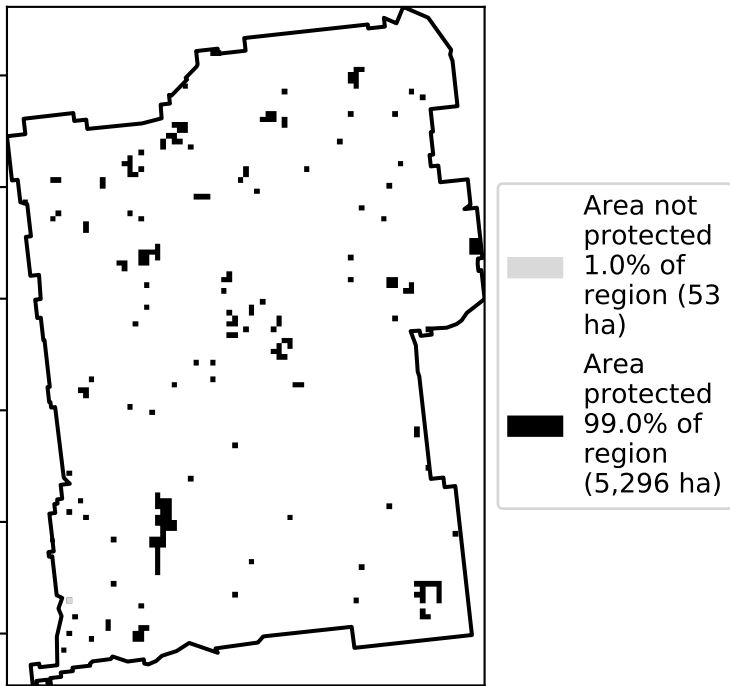 Area not
protected
1.0% of
region (53
ha)
Area
protected
99.0% of
region
(5,296 ha)